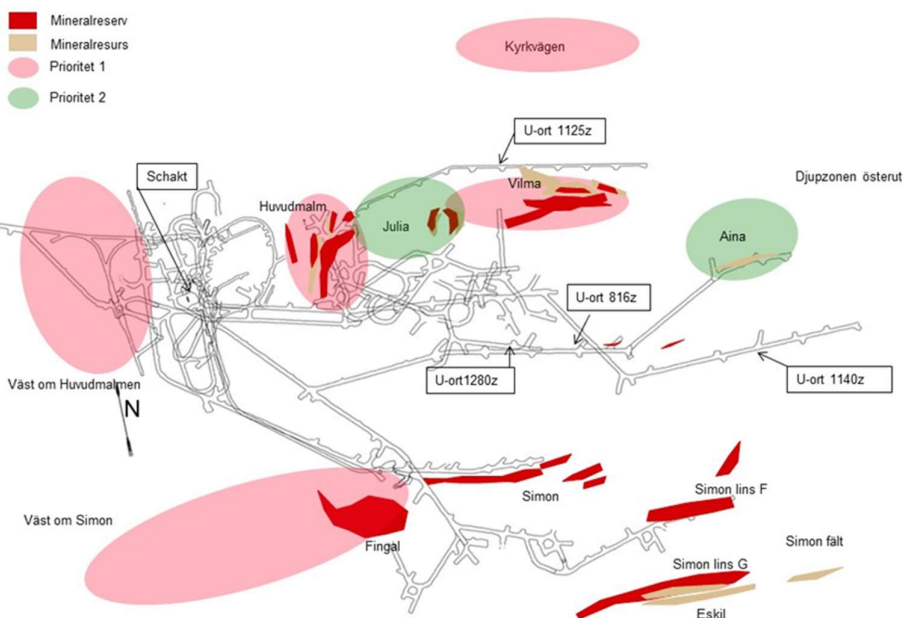 Mineralreserv
Mineralresurs
Prioritet 1
Prioritet 2
Kyrkvägen
U-ort 1125z
Schakt
Vilma
Djupzonen österut
Huvudmalm
Julia
Aina
U-ort 816z
Väst om Huvudmalmen
U-ort1280z
U-ort 1140z
N
Simon
Simon lins F
Väst om Simon
Fingal
Simon fält
Simon lins G
Eskil